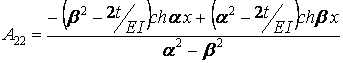 A₂₂ = −(β² − 2t/EI)chαx + (α² − 2t/EI)chβx / α² − β²